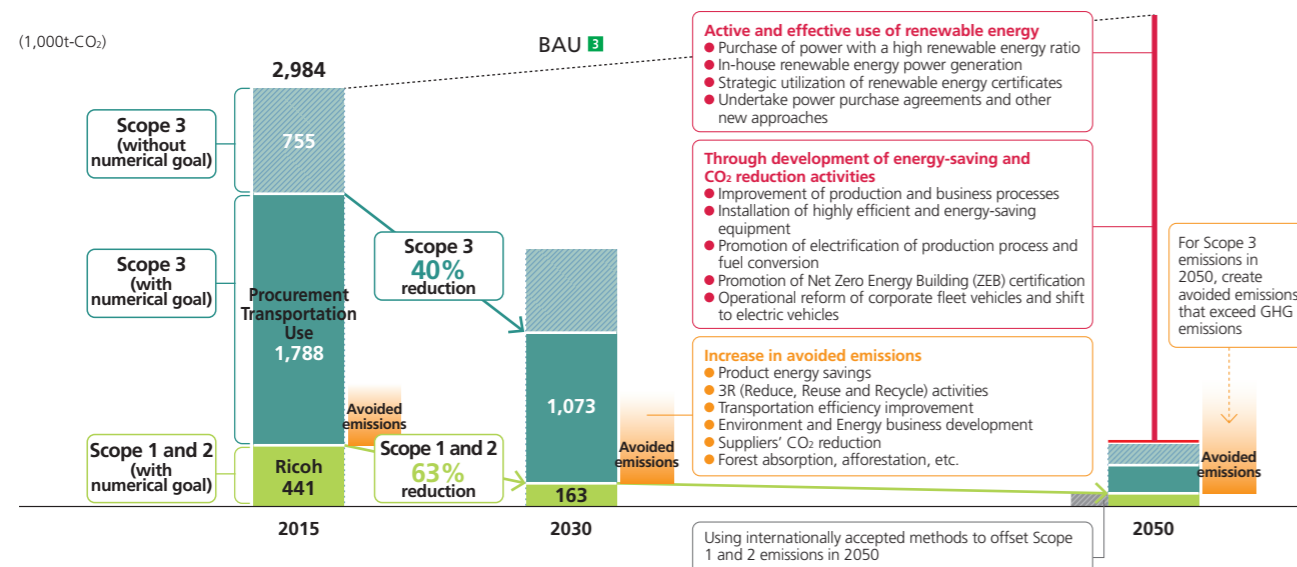 (1,000t-CO₂)
BAU 3
2,984
Scope 3
(without
numerical goal)
755
Scope 3
(with
numerical goal)
Procurement
Transportation
Use
1,788
Scope 1 and 2
(with
numerical goal)
Ricoh
441
Avoided
emissions
Scope 3
40%
reduction
Scope 1 and 2
63%
reduction
1,073
163
Avoided
emissions
Active and effective use of renewable energy
● Purchase of power with a high renewable energy ratio
● In-house renewable energy power generation
● Strategic utilization of renewable energy certificates
● Undertake power purchase agreements and other
new approaches
Through development of energy-saving and
CO₂ reduction activities
● Improvement of production and business processes
● Installation of highly efficient and energy-saving
equipment
● Promotion of electrification of production process and
fuel conversion
● Promotion of Net Zero Energy Building (ZEB) certification
● Operational reform of corporate fleet vehicles and shift
to electric vehicles
Increase in avoided emissions
● Product energy savings
● 3R (Reduce, Reuse and Recycle) activities
● Transportation efficiency improvement
● Environment and Energy business development
● Suppliers' CO₂ reduction
● Forest absorption, afforestation, etc.
For Scope 3
emissions in
2050, create
avoided emissions
that exceed GHG
emissions
Avoided
emissions
2015
2030
2050
Using internationally accepted methods to offset Scope
1 and 2 emissions in 2050